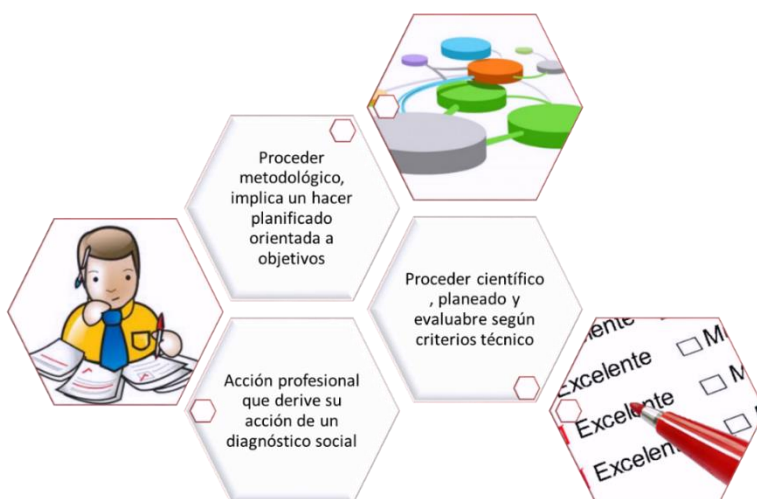 Proceder
metodológico,
implica un hacer
planificado
orientada a
objetivos
Proceder científico
, planeado y
evaluabre según
criterios técnico
Acción profesional
que derive su
acción de un
diagnóstico social
Excelente
Excelente
M
Excelente
M
Excel